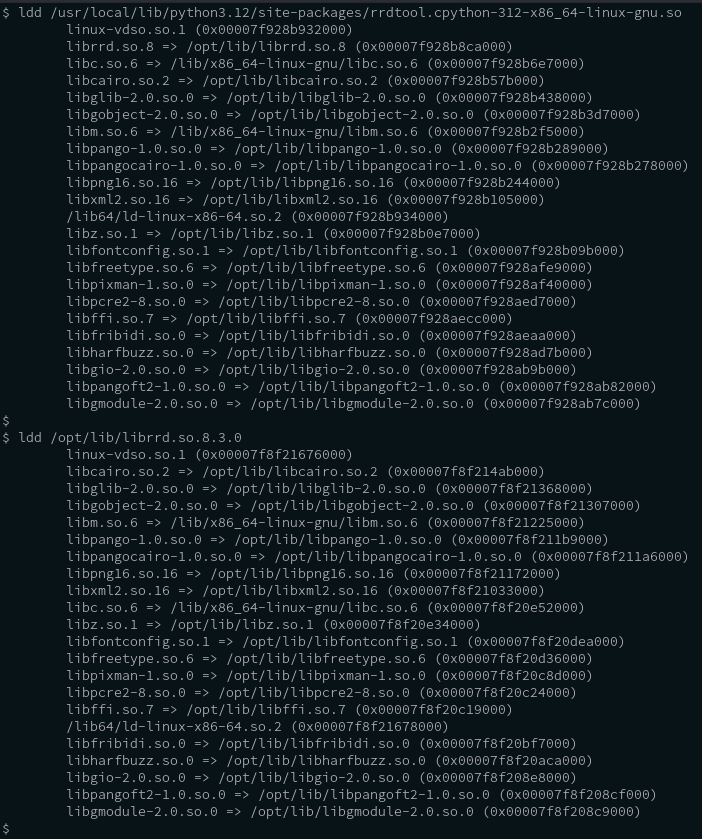 $ ldd /usr/local/lib/python3.12/site-packages/rrdtool.cpython-312-x86_64-linux-gnu.so
linux-vdso.so.1 (0x00007f928b932000)
librrd.so.8 => /opt/lib/librrd.so.8 (0x00007f928b8ca000)
libc.so.6 => /lib/x86_64-linux-gnu/libc.so.6 (0x00007f928b6e7000)
libcairo.so.2 => /opt/lib/libcairo.so.2 (0x00007f928b57b000)
libglib-2.0.so.0 => /opt/lib/libglib-2.0.so.0 (0x00007f928b438000)
libgobject-2.0.so.0 => /opt/lib/libgobject-2.0.so.0 (0x00007f928b3d7000)
libm.so.6 => /lib/x86_64-linux-gnu/libm.so.6 (0x00007f928b2f5000)
libpango-1.0.so.0 => /opt/lib/libpango-1.0.so.0 (0x00007f928b289000)
libpangocairo-1.0.so.0 => /opt/lib/libpangocairo-1.0.so.0 (0x00007f928b278000)
libpng16.so.16 => /opt/lib/libpng16.so.16 (0x00007f928b244000)
libxml2.so.16 => /opt/lib/libxml2.so.16 (0x00007f928b105000)
/lib64/ld-linux-x86-64.so.2 (0x00007f928b934000)
libz.so.1 => /opt/lib/libz.so.1 (0x00007f928b0e7000)
libfontconfig.so.1 => /opt/lib/libfontconfig.so.1 (0x00007f928b09b000)
libfreetype.so.6 => /opt/lib/libfreetype.so.6 (0x00007f928afe9000)
libpixman-1.so.0 => /opt/lib/libpixman-1.so.0 (0x00007f928af40000)
libpcre2-8.so.0 => /opt/lib/libpcre2-8.so.0 (0x00007f928aed7000)
libffi.so.7 => /opt/lib/libffi.so.7 (0x00007f928aecc000)
libfribidi.so.0 => /opt/lib/libfribidi.so.0 (0x00007f928aeaa000)
libharfbuzz.so.0 => /opt/lib/libharfbuzz.so.0 (0x00007f928ad7b000)
libgio-2.0.so.0 => /opt/lib/libgio-2.0.so.0 (0x00007f928ab9b000)
libpangoft2-1.0.so.0 => /opt/lib/libpangoft2-1.0.so.0 (0x00007f928ab82000)
libgmodule-2.0.so.0 => /opt/lib/libgmodule-2.0.so.0 (0x00007f928ab7c000)
$
$ ldd /opt/lib/librrd.so.8.3.0
linux-vdso.so.1 (0x00007f8f21676000)
libcairo.so.2 => /opt/lib/libcairo.so.2 (0x00007f8f214ab000)
libglib-2.0.so.0 => /opt/lib/libglib-2.0.so.0 (0x00007f8f21368000)
libgobject-2.0.so.0 => /opt/lib/libgobject-2.0.so.0 (0x00007f8f21307000)
libm.so.6 => /lib/x86_64-linux-gnu/libm.so.6 (0x00007f8f21225000)
libpango-1.0.so.0 => /opt/lib/libpango-1.0.so.0 (0x00007f8f211b9000)
libpangocairo-1.0.so.0 => /opt/lib/libpangocairo-1.0.so.0 (0x00007f8f211a6000)
libpng16.so.16 => /opt/lib/libpng16.so.16 (0x00007f8f21172000)
libxml2.so.16 => /opt/lib/libxml2.so.16 (0x00007f8f21033000)
libc.so.6 => /lib/x86_64-linux-gnu/libc.so.6 (0x00007f8f20e52000)
libz.so.1 => /opt/lib/libz.so.1 (0x00007f8f20e34000)
libfontconfig.so.1 => /opt/lib/libfontconfig.so.1 (0x00007f8f20dea000)
libfreetype.so.6 => /opt/lib/libfreetype.so.6 (0x00007f8f20d36000)
libpixman-1.so.0 => /opt/lib/libpixman-1.so.0 (0x00007f8f20c8d000)
libpcre2-8.so.0 => /opt/lib/libpcre2-8.so.0 (0x00007f8f20c24000)
libffi.so.7 => /opt/lib/libffi.so.7 (0x00007f8f20c19000)
/lib64/ld-linux-x86-64.so.2 (0x00007f8f21678000)
libfribidi.so.0 => /opt/lib/libfribidi.so.0 (0x00007f8f20bf7000)
libharfbuzz.so.0 => /opt/lib/libharfbuzz.so.0 (0x00007f8f20aca000)
libgio-2.0.so.0 => /opt/lib/libgio-2.0.so.0 (0x00007f8f208e8000)
libpangoft2-1.0.so.0 => /opt/lib/libpangoft2-1.0.so.0 (0x00007f8f208cf000)
libgmodule-2.0.so.0 => /opt/lib/libgmodule-2.0.so.0 (0x00007f8f208c9000)
$